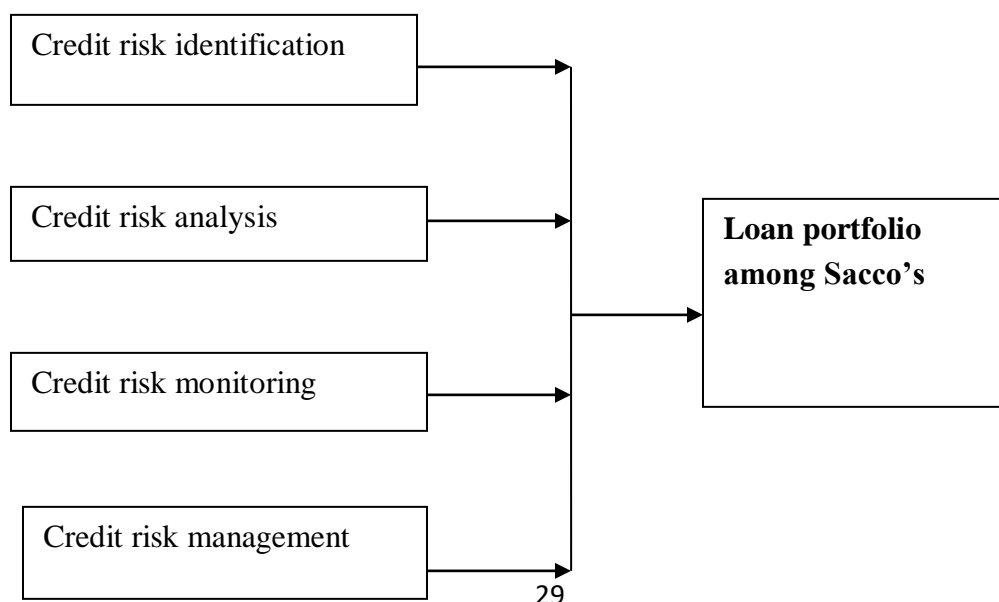 Credit risk identification
Credit risk analysis
Loan portfolio
among Sacco’s
Credit risk monitoring
Credit risk management
29